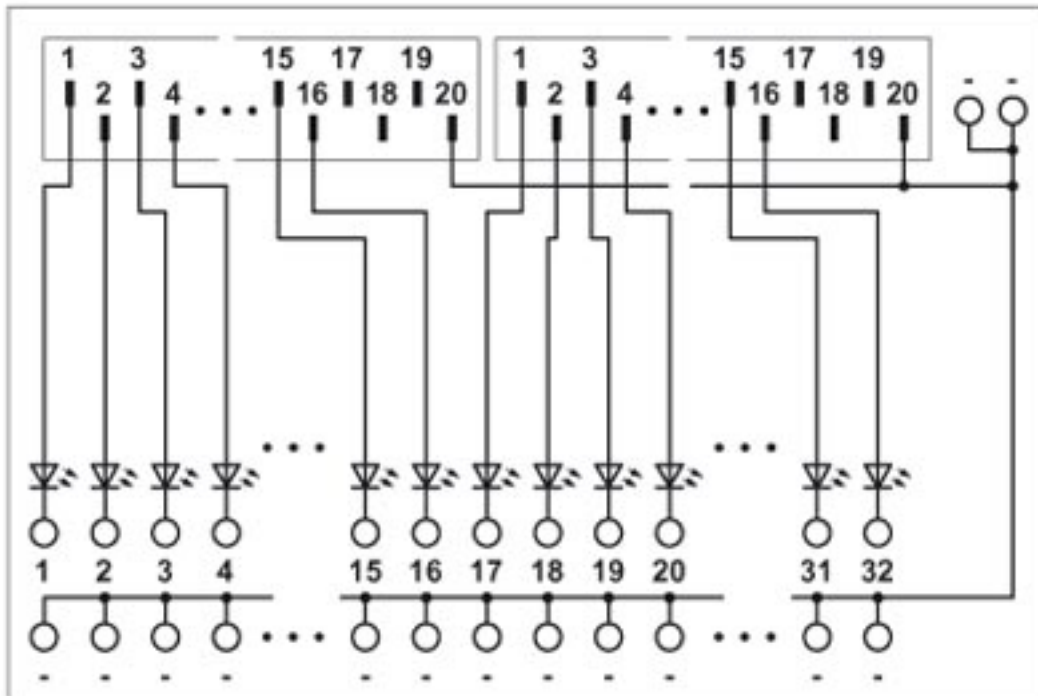 1 3 15 17 19 1 3 15 17 19 - -
2 4 • • • 16 18 20 2 4 • • • 16 18 20
• • • • • •
1 2 3 4 15 16 17 18 19 20 31 32
• • • • • •
- - - - - - - - - - - -